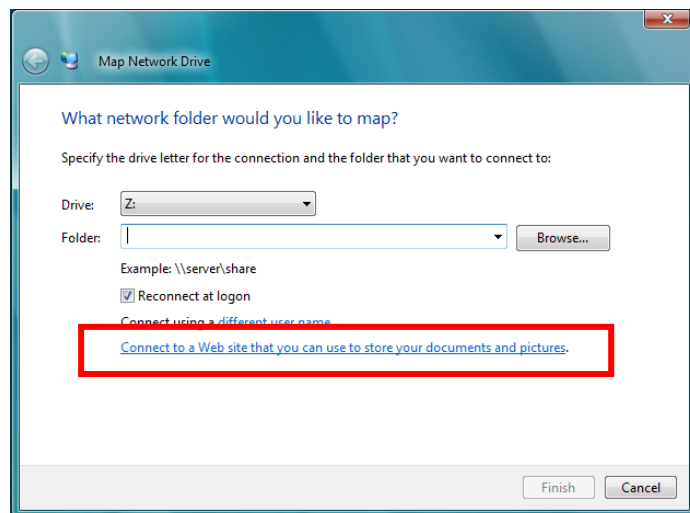 Map Network Drive
What network folder would you like to map?
Specify the drive letter for the connection and the folder that you want to connect to:
Drive: Z:
Folder: Browse...
Example: \\server\share
Reconnect at logon
Connect using a different user name.
Connect to a Web site that you can use to store your documents and pictures.
Finish Cancel